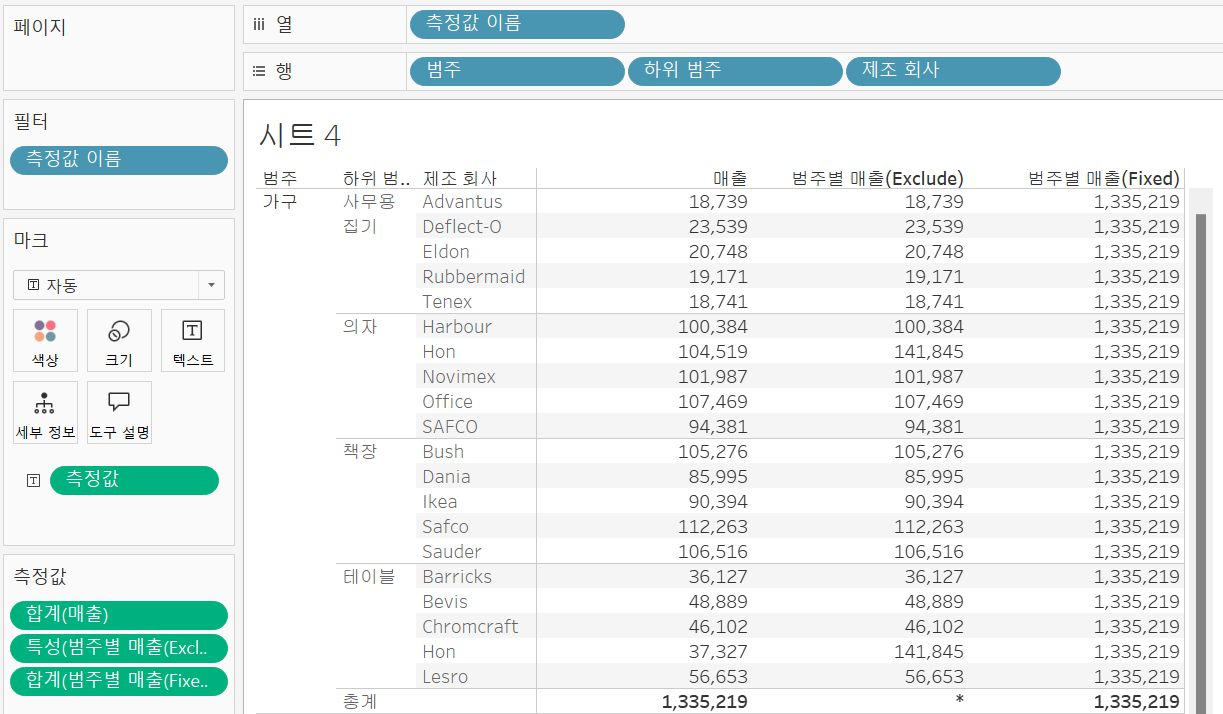 페이지
필터
측정값 이름
마크
자동
색상 크기 텍스트
세부 정보 도구 설명
측정값
측정값
합계(매출)
특성(범주별 매출(Excl..
합계(범주별 매출(Fixe..
열 측정값 이름
행 범주 하위 범주 제조 회사
시트 4
범주 하위 범.. 제조 회사 매출 범주별 매출(Exclude) 범주별 매출(Fixed)
가구 사무용 Advantus 18,739 18,739 1,335,219
집기 Deflect-O 23,539 23,539 1,335,219
Eldon 20,748 20,748 1,335,219
Rubbermaid 19,171 19,171 1,335,219
Tenex 18,741 18,741 1,335,219
의자 Harbour 100,384 100,384 1,335,219
Hon 104,519 141,845 1,335,219
Novimex 101,987 101,987 1,335,219
Office 107,469 107,469 1,335,219
SAFCO 94,381 94,381 1,335,219
책장 Bush 105,276 105,276 1,335,219
Dania 85,995 85,995 1,335,219
Ikea 90,394 90,394 1,335,219
Safco 112,263 112,263 1,335,219
Sauder 106,516 106,516 1,335,219
테이블 Barricks 36,127 36,127 1,335,219
Bevis 48,889 48,889 1,335,219
Chromcraft 46,102 46,102 1,335,219
Hon 37,327 141,845 1,335,219
Lesro 56,653 56,653 1,335,219
총계 1,335,219 * 1,335,219